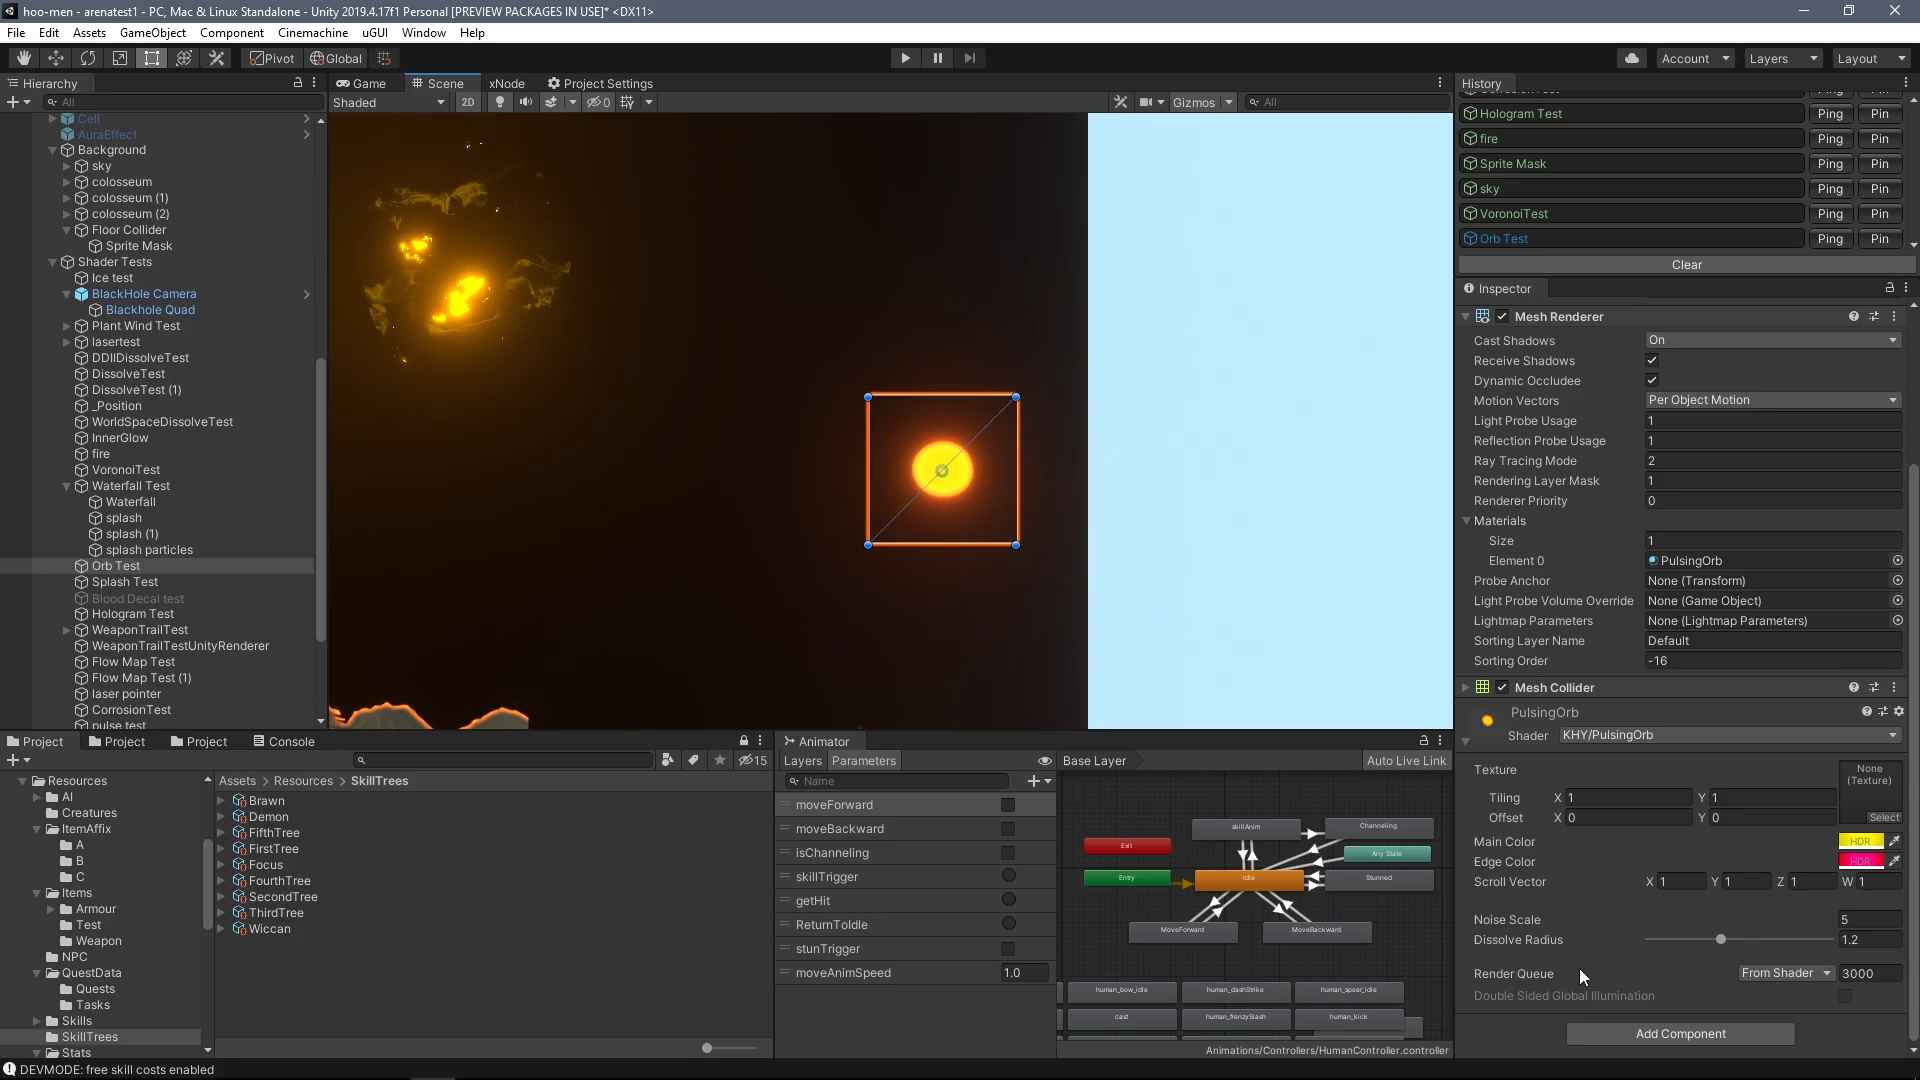 hoo-men - arenatest1 - PC, Mac & Linux Standalone - Unity 2019.4.17f1 Personal [PREVIEW PACKAGES IN USE]* <DX11>
File Edit Assets GameObject Component Cinemachine uGUI Window Help
Pivot Global Account Layers Layout
Hierarchy
All
Cell
AuraEffect
Background
sky
colosseum
colosseum (1)
colosseum (2)
Floor Collider
Sprite Mask
Shader Tests
Ice test
BlackHole Camera
Blackhole Quad
Plant Wind Test
lasertest
DDIIDissolveTest
DissolveTest
DissolveTest (1)
_Position
WorldSpaceDissolveTest
InnerGlow
fire
VoronoiTest
Waterfall Test
Waterfall
splash
splash (1)
splash particles
Orb Test
Splash Test
Blood Decal test
Hologram Test
WeaponTrailTest
WeaponTrailTestUnityRenderer
Flow Map Test
Flow Map Test (1)
laser pointer
CorrosionTest
pulse test
Game Scene xNode Project Settings
Shaded 2D 0 Gizmos All
History
Hologram Test Ping Pin
fire Ping Pin
Sprite Mask Ping Pin
sky Ping Pin
VoronoiTest Ping Pin
Orb Test Ping Pin
Clear
Inspector
Mesh Renderer
Cast Shadows On
Receive Shadows
Dynamic Occludee
Motion Vectors Per Object Motion
Light Probe Usage 1
Reflection Probe Usage 1
Ray Tracing Mode 2
Rendering Layer Mask 1
Renderer Priority 0
Materials
Size 1
Element 0 PulsingOrb
Probe Anchor None (Transform)
Light Probe Volume Override None (Game Object)
Lightmap Parameters None (Lightmap Parameters)
Sorting Layer Name Default
Sorting Order -16
Mesh Collider
PulsingOrb
Shader KHY/PulsingOrb
Texture None (Texture)
Tiling X 1 Y 1
Offset X 0 Y 0 Select
Main Color HDR
Edge Color HDR
Scroll Vector X 1 Y 1 Z 1 W 1
Noise Scale 5
Dissolve Radius 1.2
Render Queue From Shader 3000
Double Sided Global Illumination
Add Component
Project Project Project Console
15
Resources
AI
Creatures
ItemAffix
A
B
C
Items
Armour
Test
Weapon
NPC
QuestData
Quests
Tasks
Skills
SkillTrees
Stats
Assets > Resources > SkillTrees
Brawn
Demon
FifthTree
FirstTree
Focus
FourthTree
SecondTree
ThirdTree
Wiccan
Animator
Layers Parameters Base Layer Auto Live Link
Name
moveForward
moveBackward
isChanneling
skillTrigger
getHit
ReturnToIdle
stunTrigger
moveAnimSpeed 1.0
skillAnim Channeling
Exit Any State
Entry Idle Stunned
MoveForward MoveBackward
human_bow_idle human_dashStrike human_spear_idle
cast human_frenzySlash human_kick
Animations/Controllers/HumanController.controller
DEVMODE: free skill costs enabled